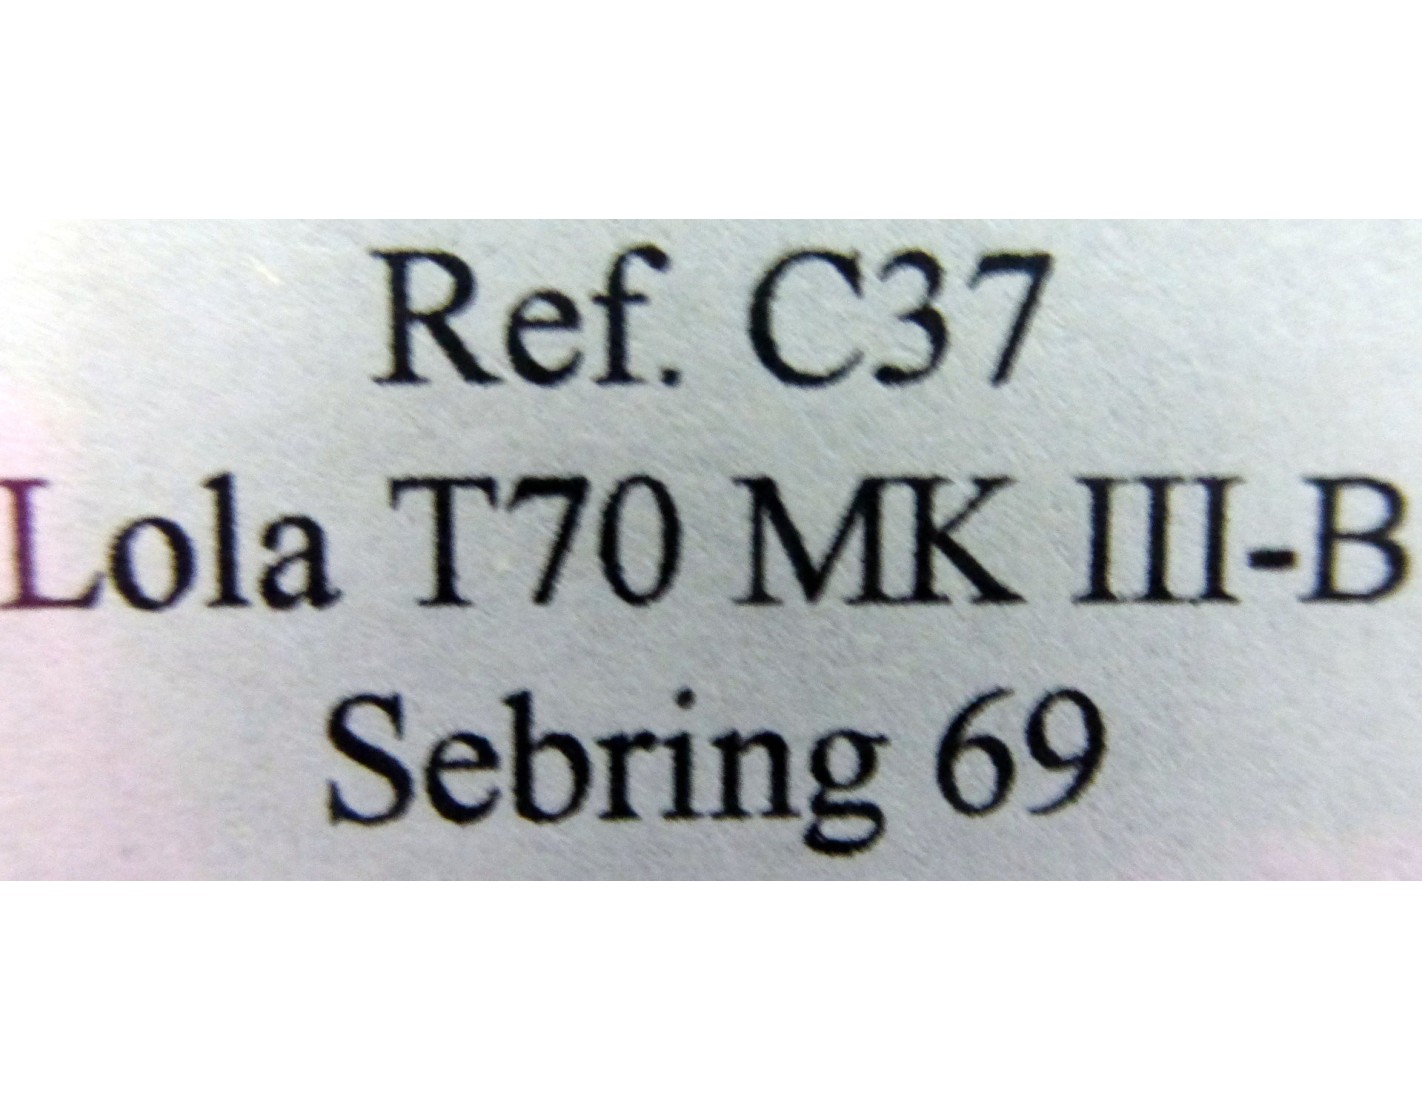 Ref. C37
Lola T70 MK III-B
Sebring 69